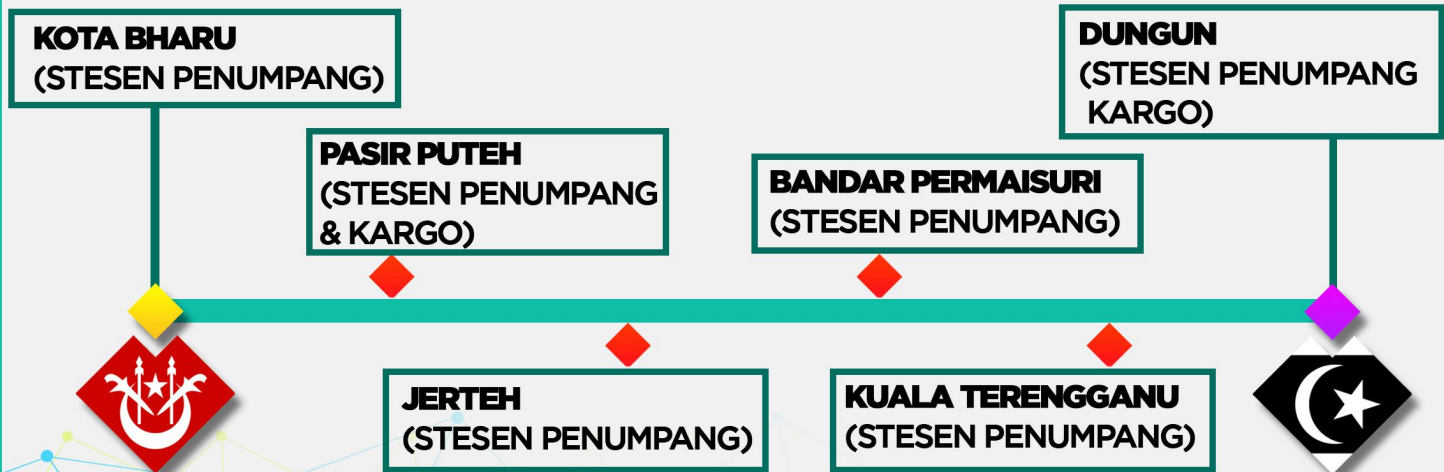 KOTA BHARU
(STESEN PENUMPANG)
PASIR PUTEH
(STESEN PENUMPANG
& KARGO)
JERTEH
(STESEN PENUMPANG)
BANDAR PERMAISURI
(STESEN PENUMPANG)
KUALA TERENGGANU
(STESEN PENUMPANG)
DUNGUN
(STESEN PENUMPANG
KARGO)